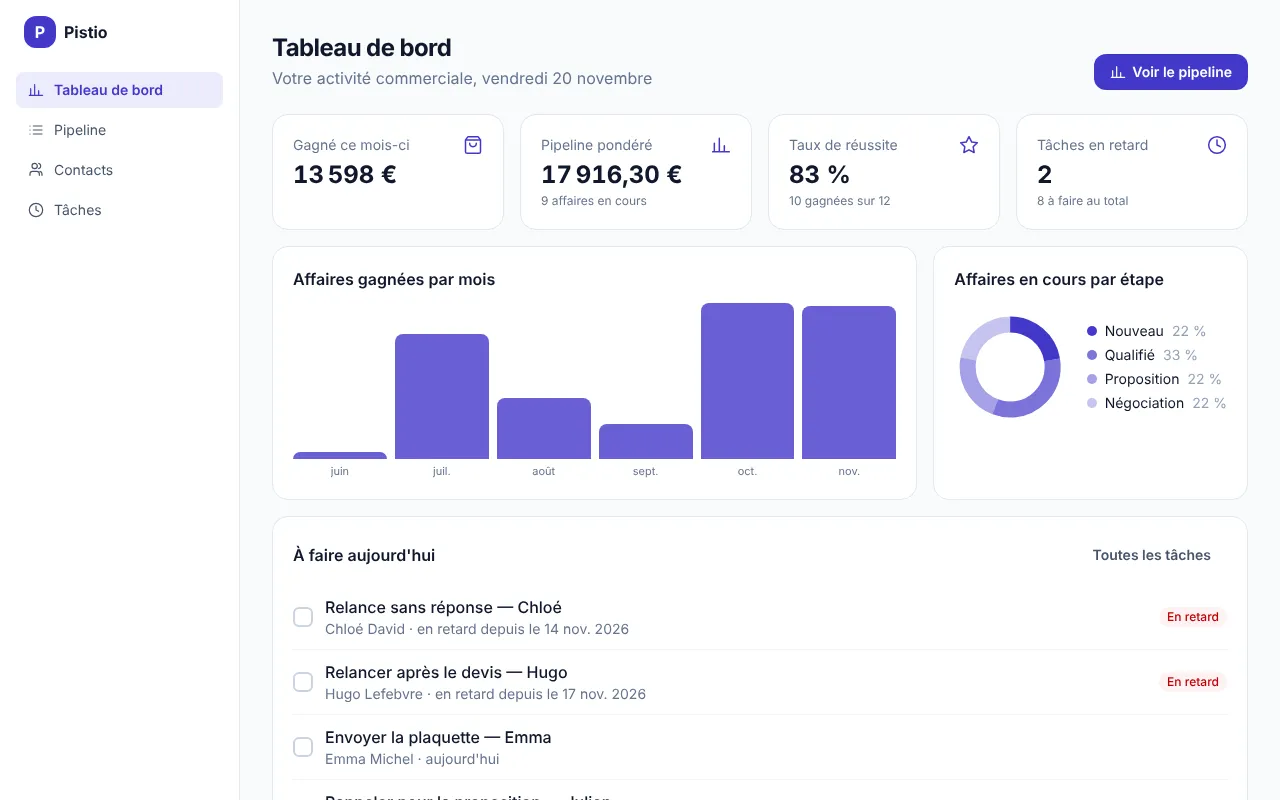 P Pistio
Tableau de bord
Pipeline
Contacts
Tâches
Tableau de bord
Votre activité commerciale, vendredi 20 novembre
Voir le pipeline
Gagné ce mois-ci
13 598 €
Pipeline pondéré
17 916,30 €
9 affaires en cours
Taux de réussite
83 %
10 gagnées sur 12
Tâches en retard
2
8 à faire au total
Affaires gagnées par mois
juin juil. août sept. oct. nov.
Affaires en cours par étape
Nouveau 22 %
Qualifié 33 %
Proposition 22 %
Négociation 22 %
À faire aujourd'hui
Toutes les tâches
Relance sans réponse — Chloé
Chloé David · en retard depuis le 14 nov. 2026
En retard
Relancer après le devis — Hugo
Hugo Lefebvre · en retard depuis le 17 nov. 2026
En retard
Envoyer la plaquette — Emma
Emma Michel · aujourd'hui